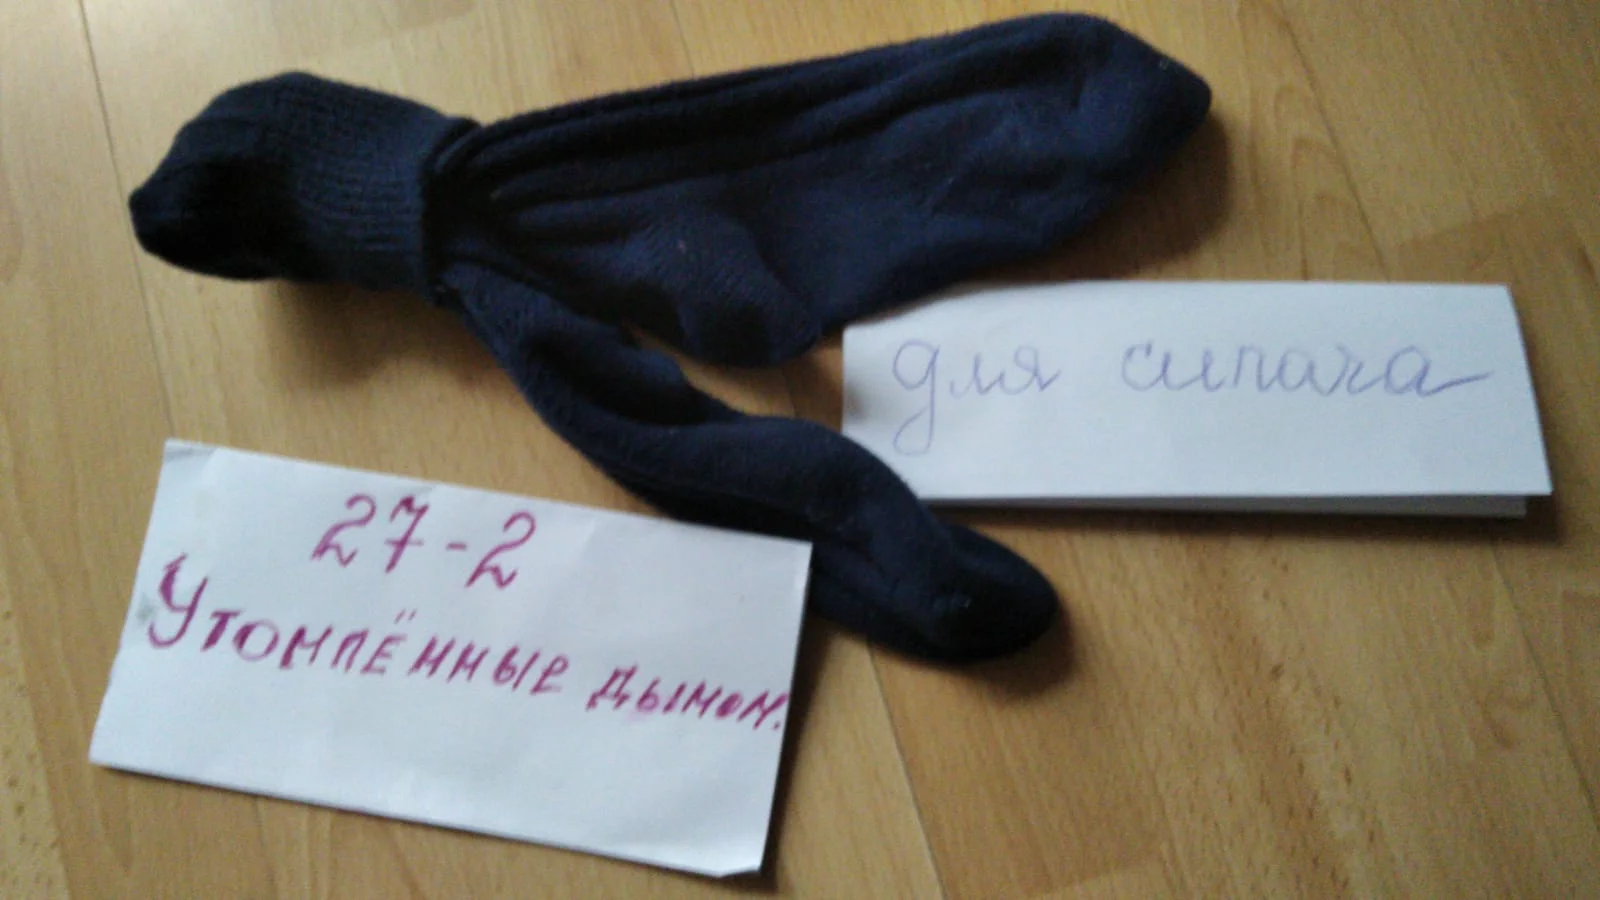 27-2
Утомлённые дымом.
для сипача